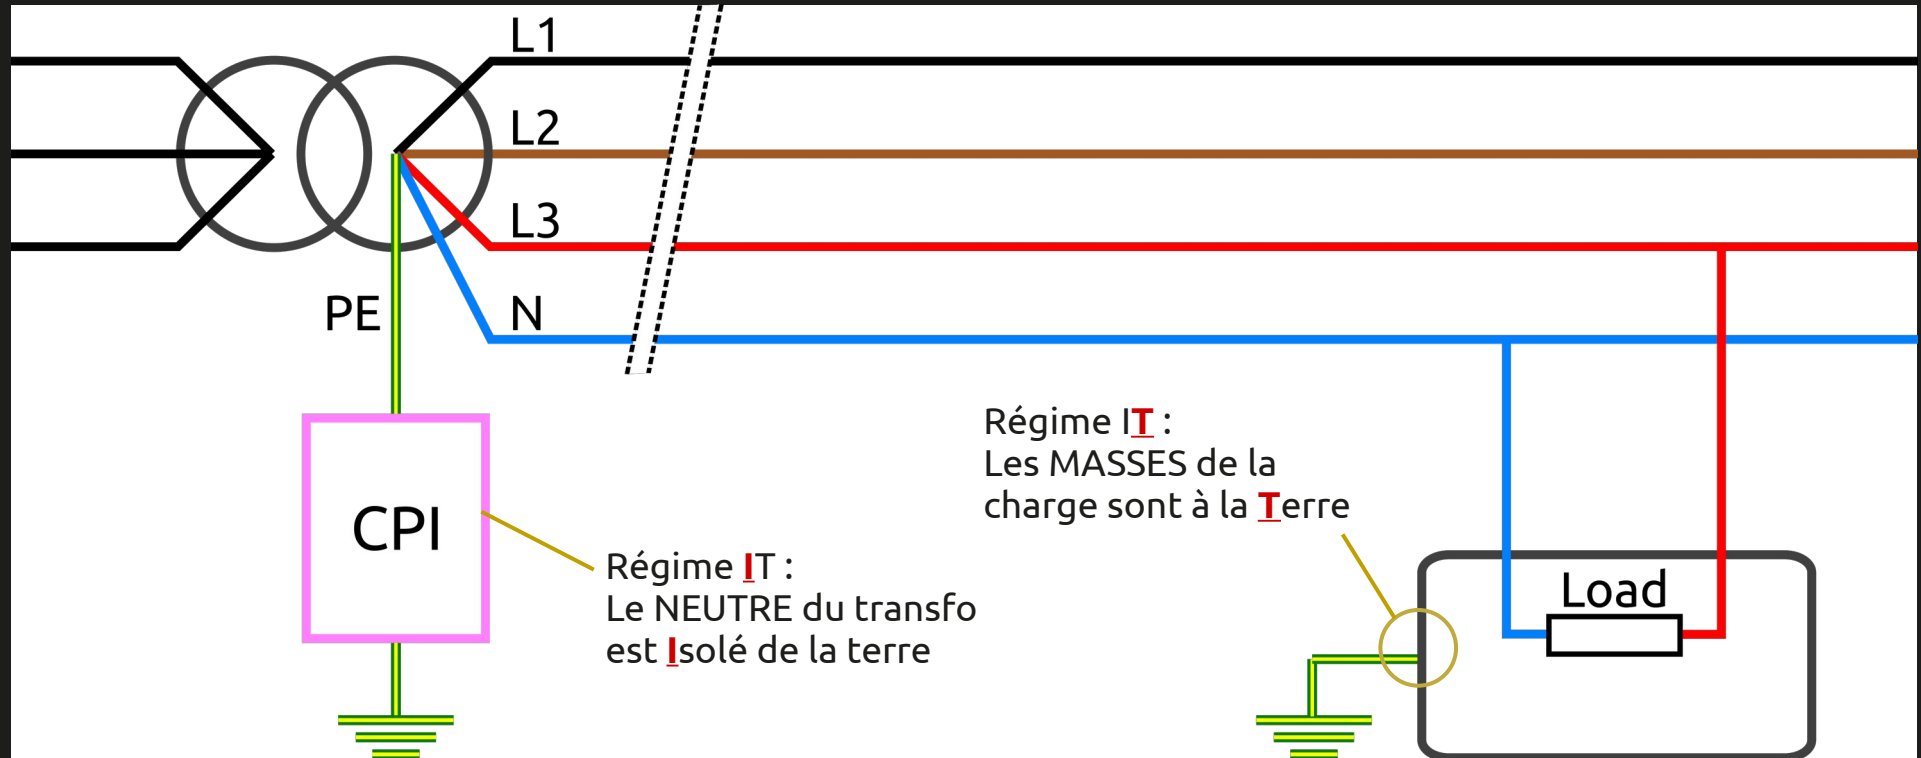 L1
L2
L3
PE
N
CPI
Régime IT :
Le NEUTRE du transfo
est Isolé de la terre
Régime IT :
Les MASSES de la
charge sont à la Terre
Load